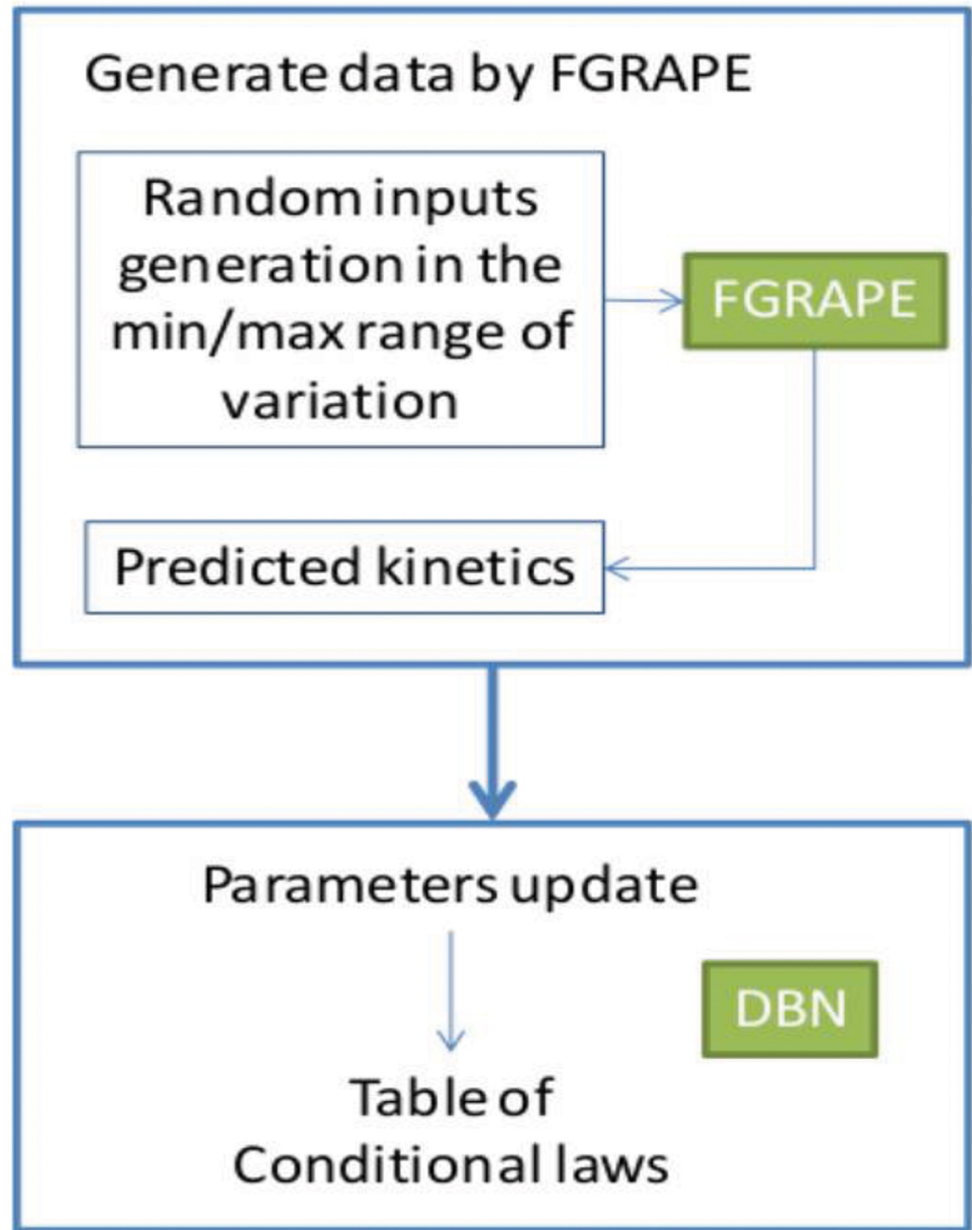 Generate data by FGRAPE
Random inputs
generation in the
min/max range of
variation
FGRAPE
Predicted kinetics
Parameters update
DBN
Table of
Conditional laws